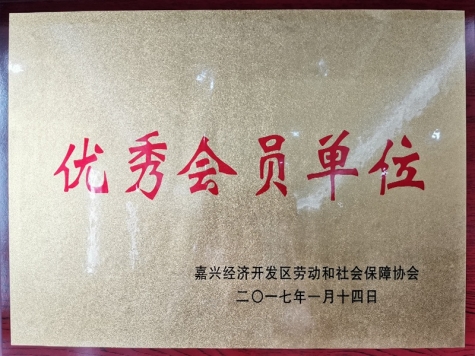 优秀会员单位
嘉兴经济开发区劳动和社会保障协会
二〇一七年一月十四日